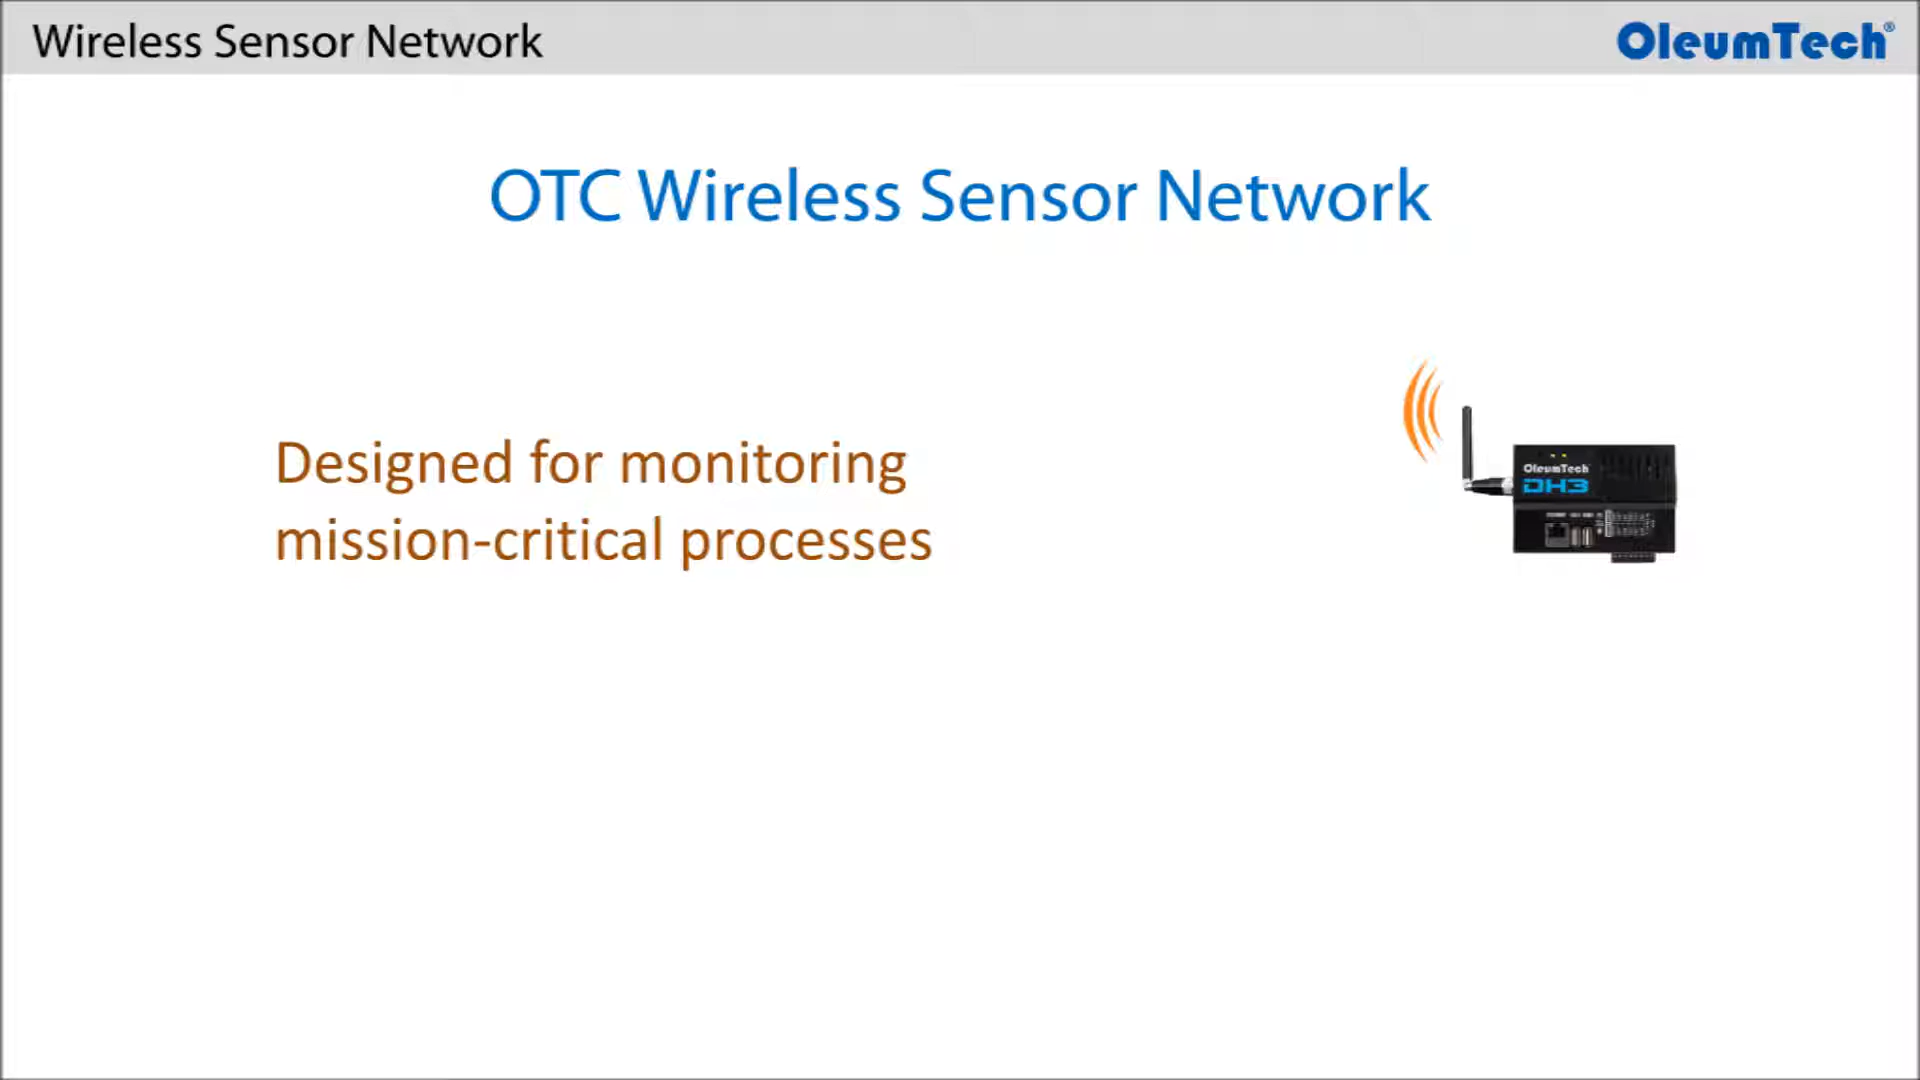 Wireless Sensor Network
OleumTech®
OTC Wireless Sensor Network
Designed for monitoring
mission-critical processes
OleumTech
DH3